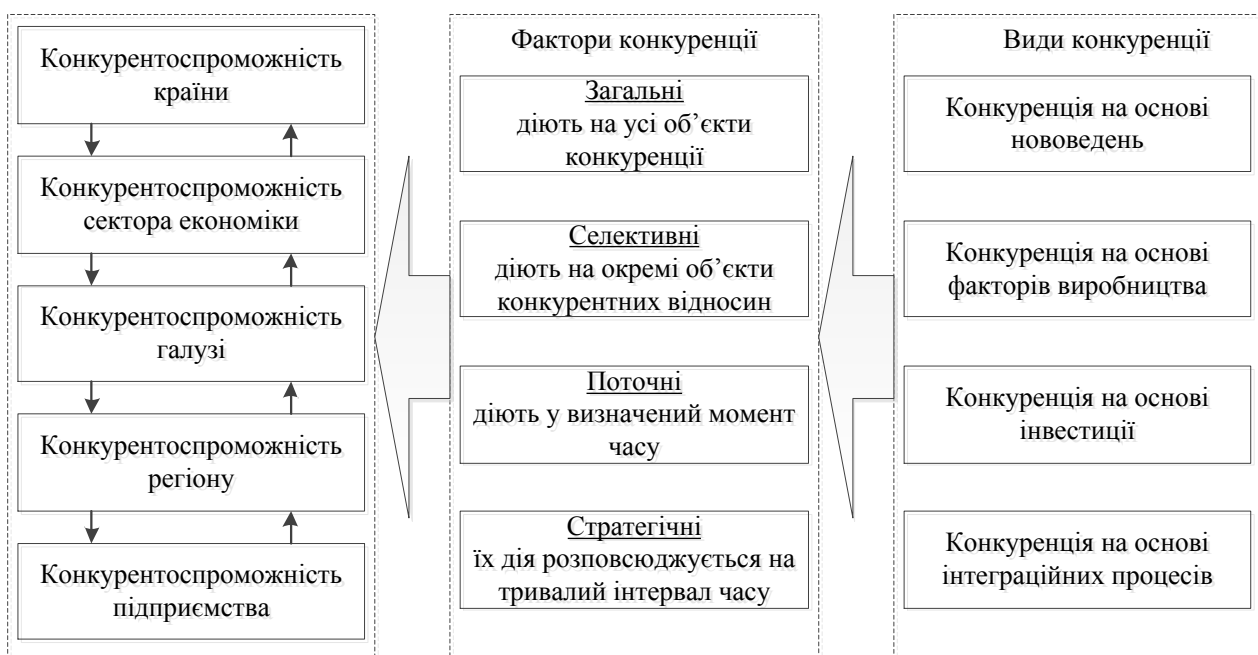 Конкурентоспроможність
країни
Конкурентоспроможність
сектора економіки
Конкурентоспроможність
галузі
Конкурентоспроможність
регіону
Конкурентоспроможність
підприємства
Фактори конкуренції
Загальні
діють на усі об’єкти
конкуренції
Селективні
діють на окремі об’єкти
конкурентних відносин
Поточні
діють у визначений момент
часу
Стратегічні
їх дія розповсюджується на
тривалий інтервал часу
Види конкуренції
Конкуренція на основі
нововедень
Конкуренція на основі
факторів виробництва
Конкуренція на основі
інвестиції
Конкуренція на основі
інтеграційних процесів